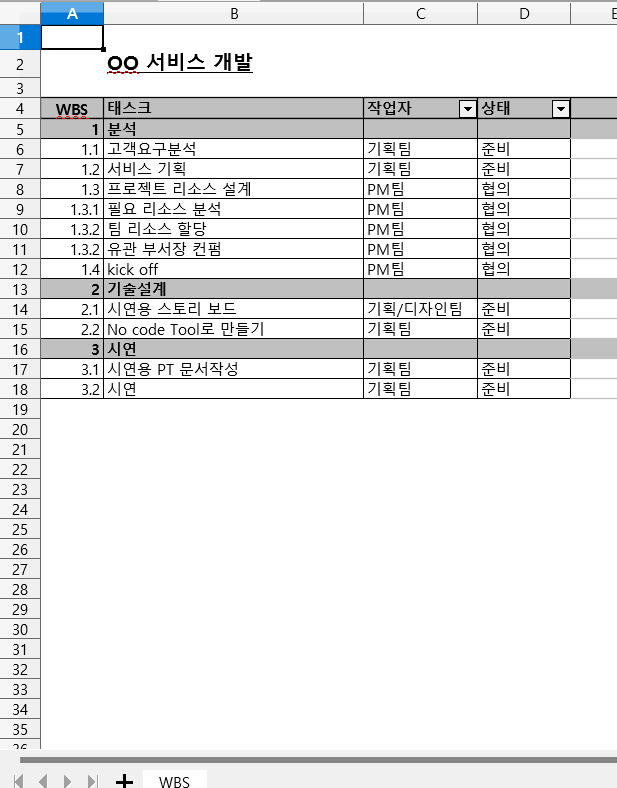 A B C D E
1
2 OO 서비스 개발
3
4 WBS 태스크 작업자 상태
5 1 분석
6 1.1 고객요구분석 기획팀 준비
7 1.2 서비스 기획 기획팀 준비
8 1.3 프로젝트 리소스 설계 PM팀 협의
9 1.3.1 필요 리소스 분석 PM팀 협의
10 1.3.2 팀 리소스 할당 PM팀 협의
11 1.3.2 유관 부서장 컨펌 PM팀 협의
12 1.4 kick off PM팀 협의
13 2 기술설계
14 2.1 시연용 스토리 보드 기획/디자인팀 준비
15 2.2 No code Tool로 만들기 기획팀 준비
16 3 시연
17 3.1 시연용 PT 문서작성 기획팀 준비
18 3.2 시연 기획팀 준비
19
20
21
22
23
24
25
26
27
28
29
30
31
32
33
34
35
36
WBS